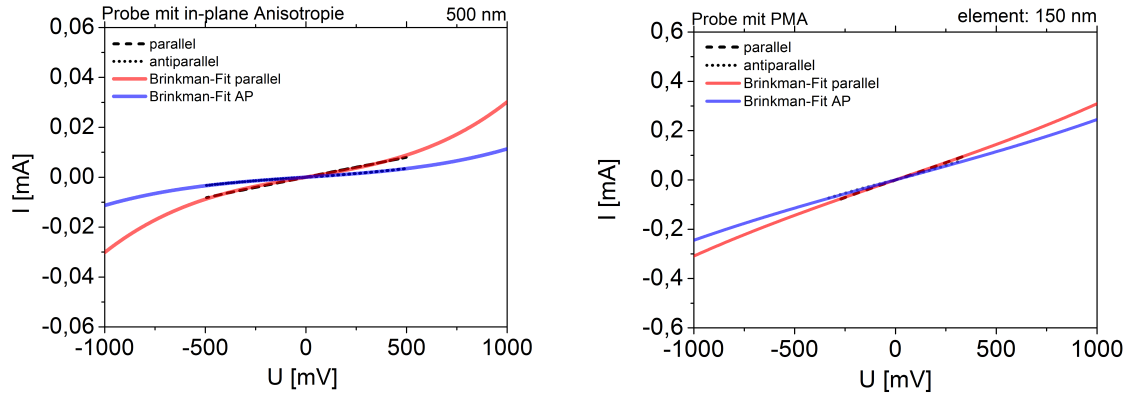 Probe mit in-plane Anisotropie 500 nm
0,06
parallel
antiparallel
Brinkman-Fit parallel
Brinkman-Fit AP
0,04
0,02
0,00
-0,02
-0,04
-0,06
I [mA]
-1000 -500 0 500 1000
U [mV]
Probe mit PMA element: 150 nm
0,6
parallel
antiparallel
Brinkman-Fit parallel
Brinkman-Fit AP
0,4
0,2
0,0
-0,2
-0,4
-0,6
I [mA]
-1000 -500 0 500 1000
U [mV]